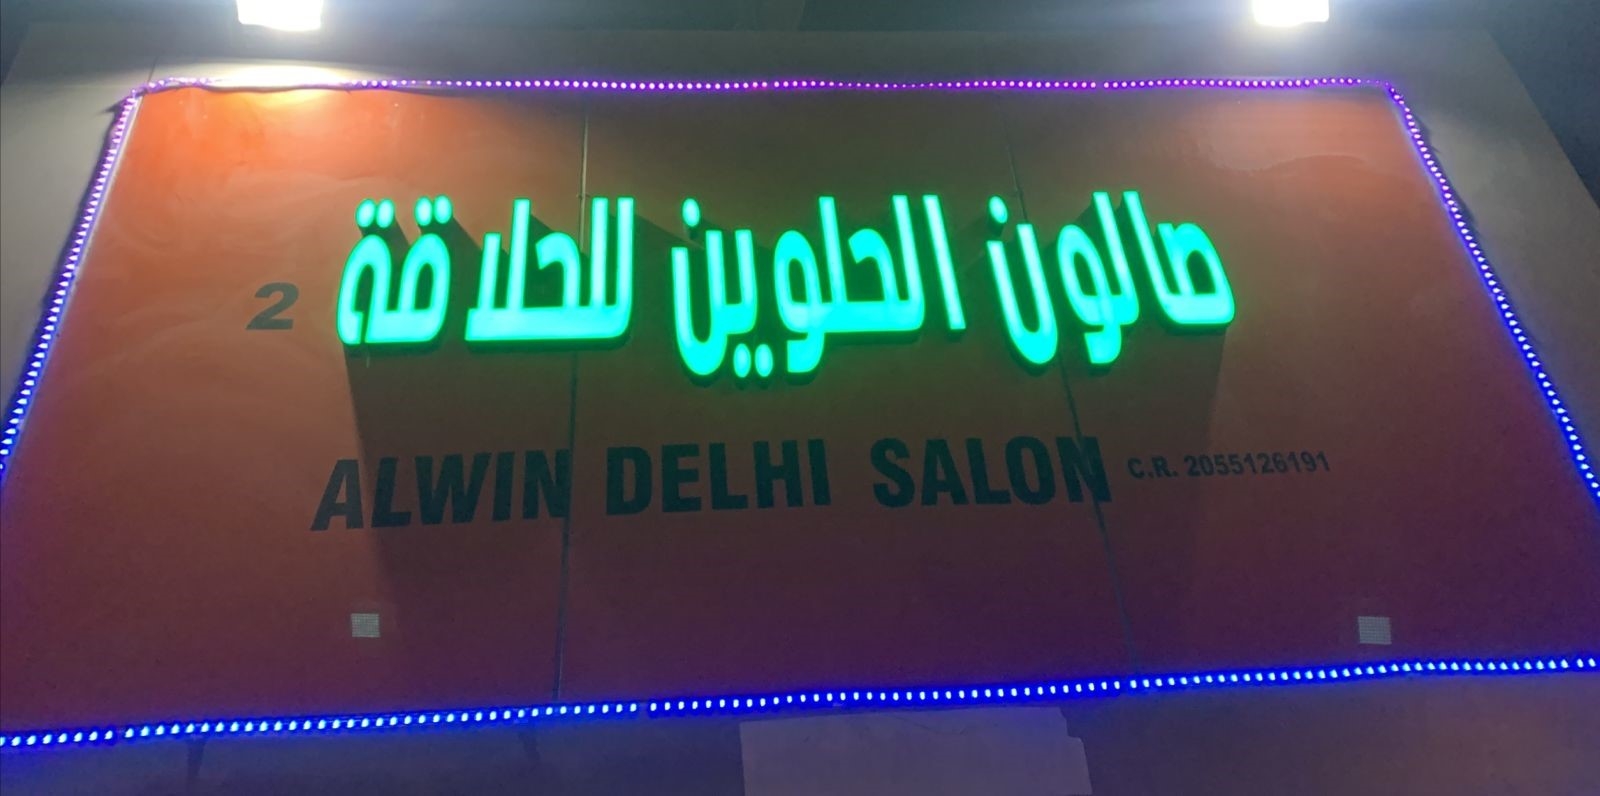 صالون الحلوين للحلاقة 2
ALWIN DELHI SALON C.R. 2055126191